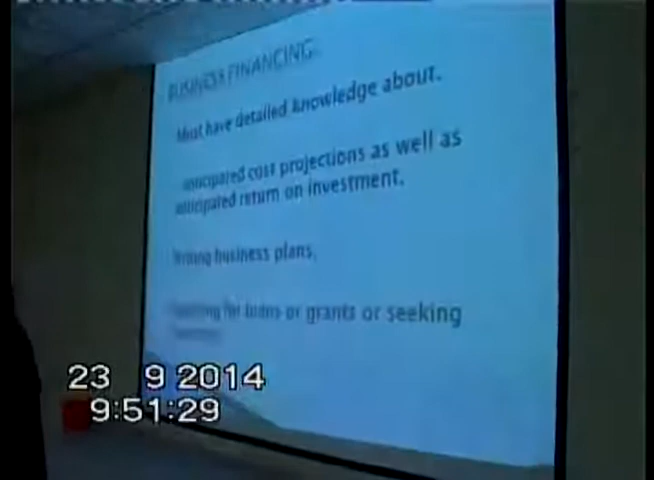 BUSINESS FINANCING.
Must have detailed knowledge about.
anticipated cost projections as well as
anticipated return on investment.
Writing business plans.
for loans or grants or seeking
23 9 2014
9:51:29